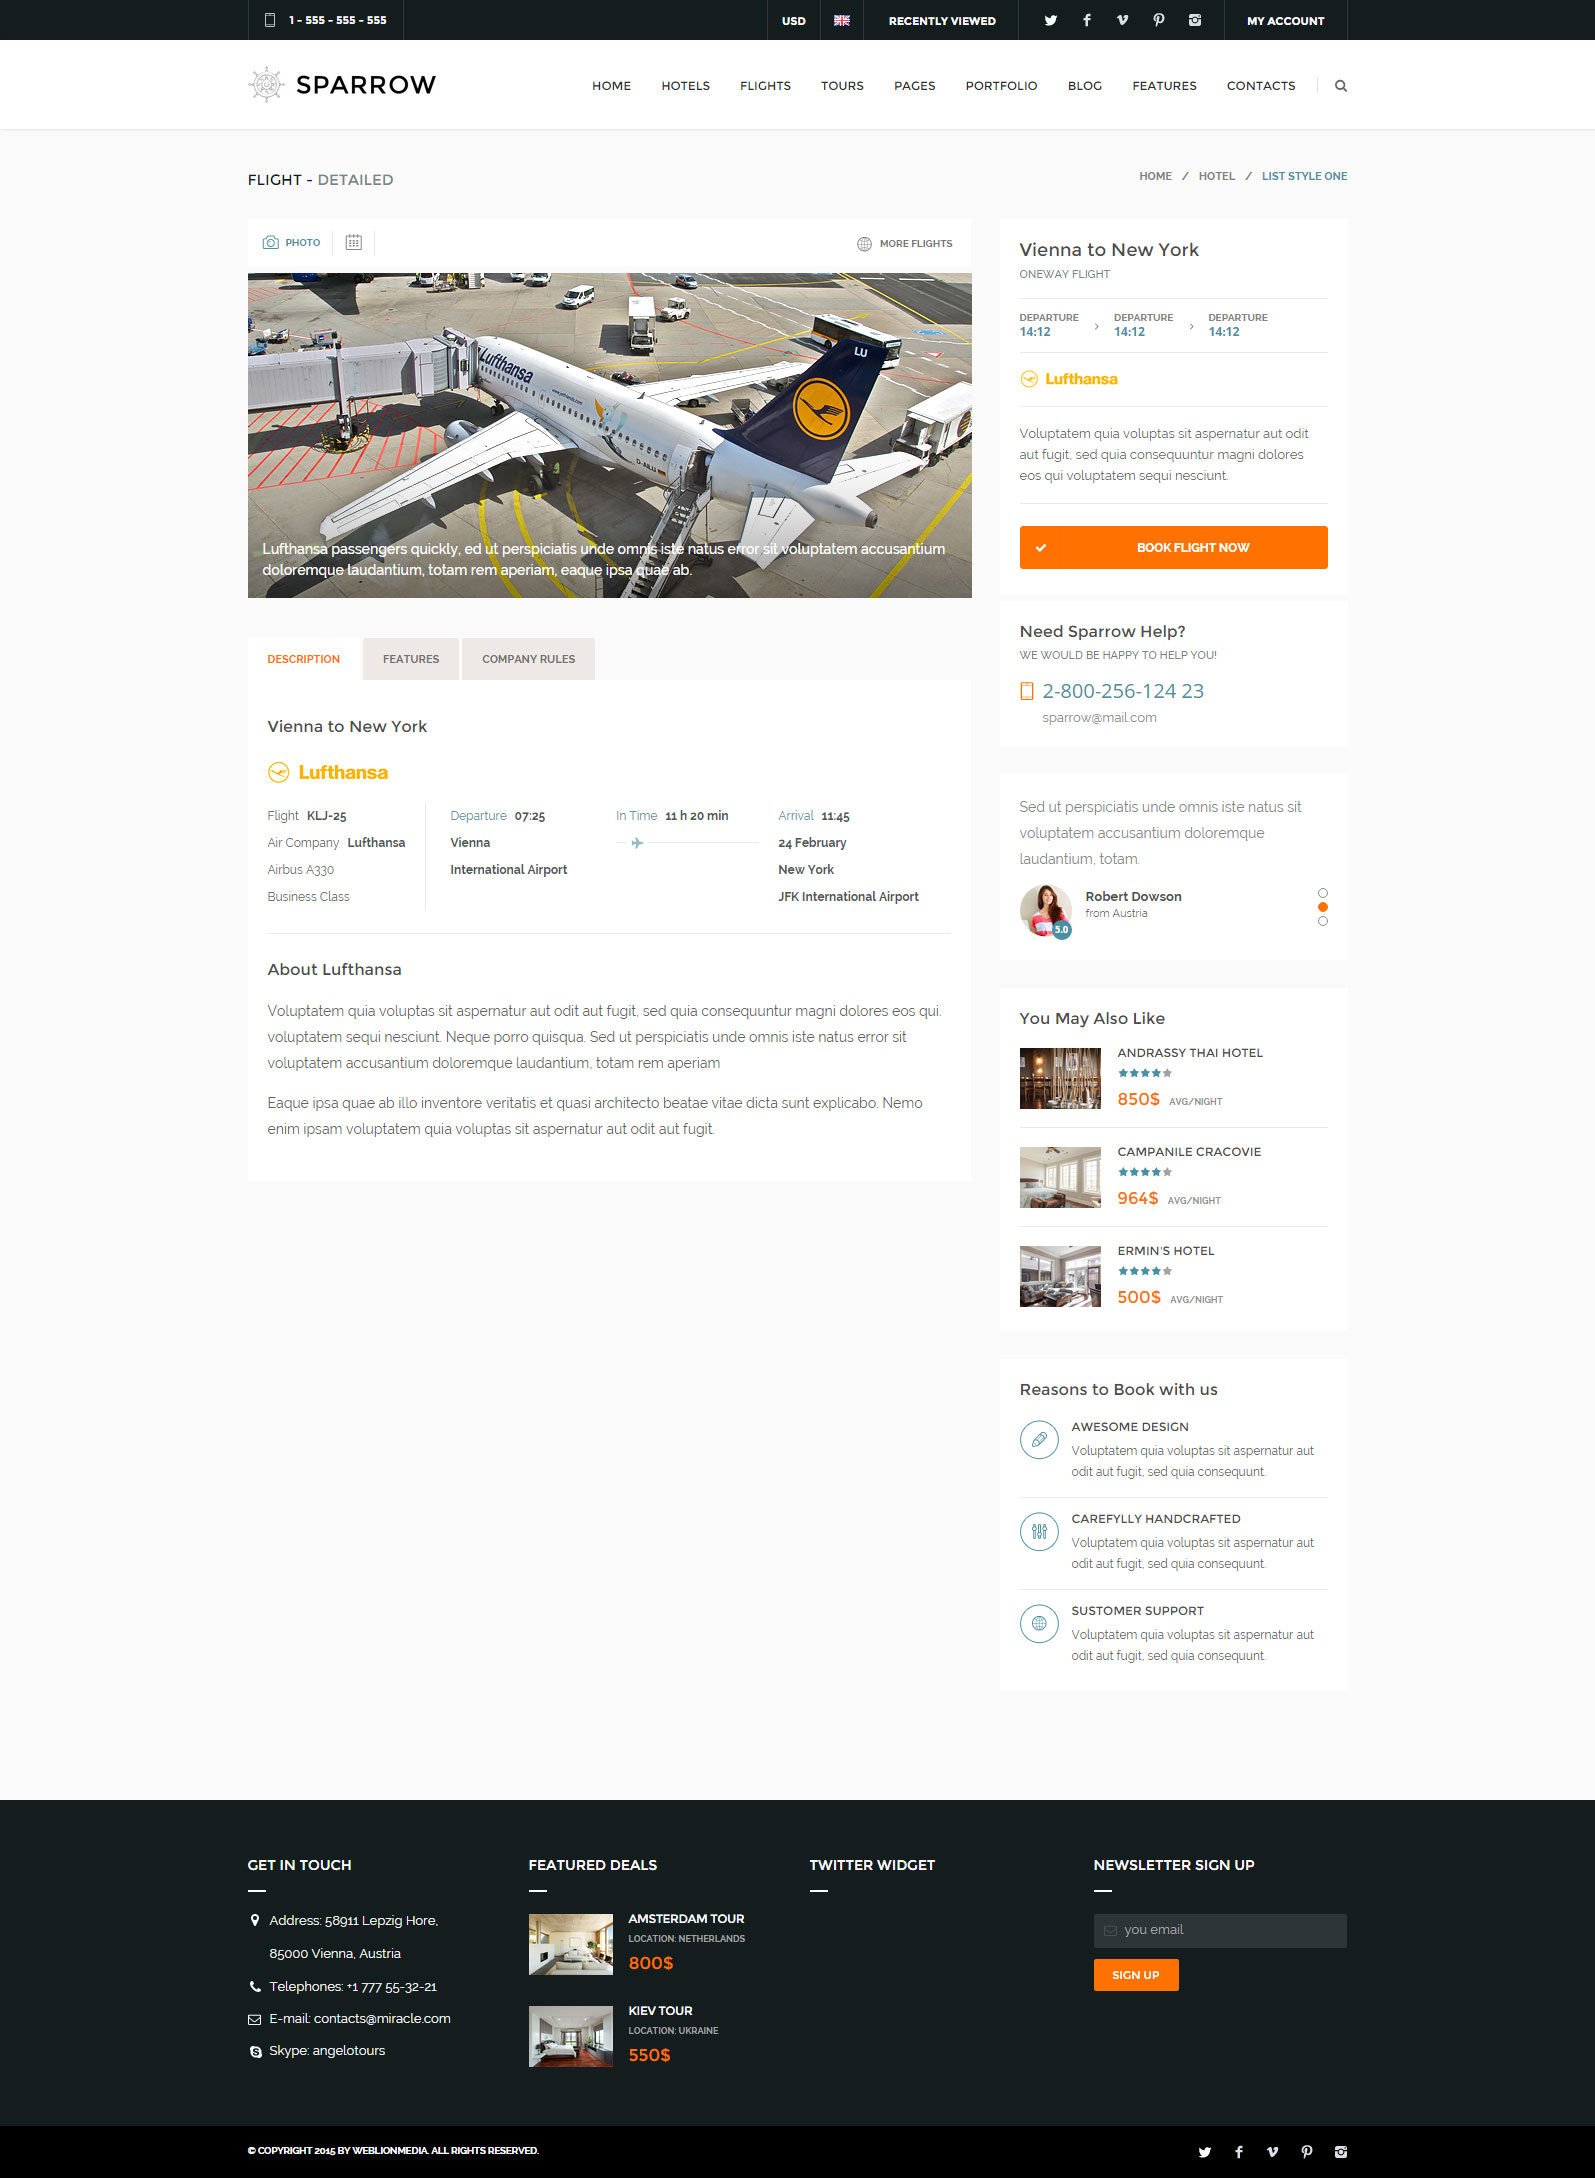 1 - 555 - 555 - 555
USD
RECENTLY VIEWED
MY ACCOUNT
SPARROW
HOME HOTELS FLIGHTS TOURS PAGES PORTFOLIO BLOG FEATURES CONTACTS
FLIGHT - DETAILED
HOME / HOTEL / LIST STYLE ONE
PHOTO
MORE FLIGHTS
Lufthansa
LU
D-AILU
Lufthansa passengers quickly, ed ut perspiciatis unde omnis iste natus error sit voluptatem accusantium
doloremque laudantium, totam rem aperiam, eaque ipsa quae ab.
DESCRIPTION
FEATURES
COMPANY RULES
Vienna to New York
Lufthansa
Flight KLJ-25
Air Company Lufthansa
Airbus A330
Business Class
Departure 07:25
Vienna
International Airport
In Time 11 h 20 min
Arrival 11:45
24 February
New York
JFK International Airport
About Lufthansa
Voluptatem quia voluptas sit aspernatur aut odit aut fugit, sed quia consequuntur magni dolores eos qui.
voluptatem sequi nesciunt. Neque porro quisqua. Sed ut perspiciatis unde omnis iste natus error sit
voluptatem accusantium doloremque laudantium, totam rem aperiam
Eaque ipsa quae ab illo inventore veritatis et quasi architecto beatae vitae dicta sunt explicabo. Nemo
enim ipsam voluptatem quia voluptas sit aspernatur aut odit aut fugit.
Vienna to New York
ONEWAY FLIGHT
DEPARTURE DEPARTURE DEPARTURE
14:12 14:12 14:12
Lufthansa
Voluptatem quia voluptas sit aspernatur aut odit
aut fugit, sed quia consequuntur magni dolores
eos qui voluptatem sequi nesciunt.
BOOK FLIGHT NOW
Need Sparrow Help?
WE WOULD BE HAPPY TO HELP YOU!
2-800-256-124 23
sparrow@mail.com
Sed ut perspiciatis unde omnis iste natus sit
voluptatem accusantium doloremque
laudantium, totam.
Robert Dowson
from Austria
5.0
You May Also Like
ANDRASSY THAI HOTEL
850$ AVG/NIGHT
CAMPANILE CRACOVIE
964$ AVG/NIGHT
ERMIN'S HOTEL
500$ AVG/NIGHT
Reasons to Book with us
AWESOME DESIGN
Voluptatem quia voluptas sit aspernatur aut
odit aut fugit, sed quia consequunt.
CAREFYLLY HANDCRAFTED
Voluptatem quia voluptas sit aspernatur aut
odit aut fugit, sed quia consequunt.
SUSTOMER SUPPORT
Voluptatem quia voluptas sit aspernatur aut
odit aut fugit, sed quia consequunt.
GET IN TOUCH
Address: 58911 Lepzig Hore,
85000 Vienna, Austria
Telephones: +1 777 55-32-21
E-mail: contacts@miracle.com
Skype: angelotours
FEATURED DEALS
AMSTERDAM TOUR
LOCATION: NETHERLANDS
800$
KIEV TOUR
LOCATION: UKRAINE
550$
TWITTER WIDGET
NEWSLETTER SIGN UP
you email
SIGN UP
© COPYRIGHT 2015 BY WEBLIONMEDIA. ALL RIGHTS RESERVED.